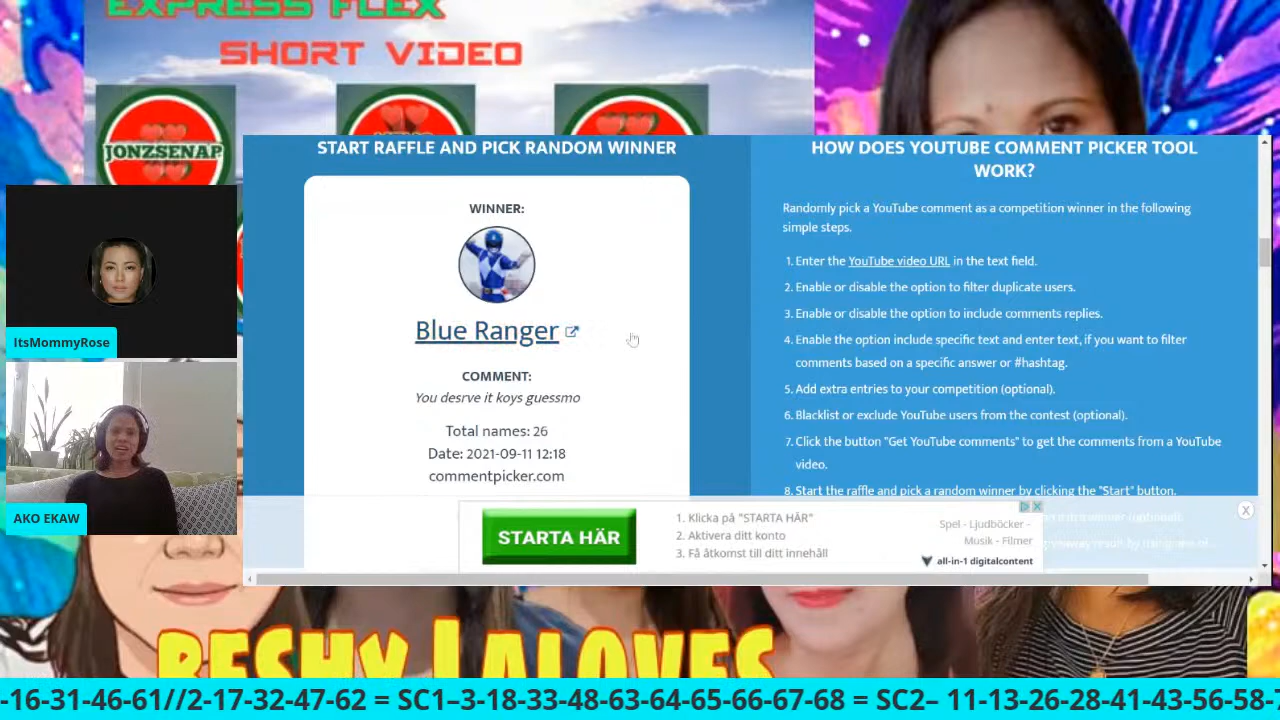 EXPRESS FLEX
SHORT VIDEO
JONZSENAP
START RAFFLE AND PICK RANDOM WINNER
WINNER:
Blue Ranger
COMMENT:
You desrve it koys guessmo
Total names: 26
Date: 2021-09-11 12:18
commentpicker.com
HOW DOES YOUTUBE COMMENT PICKER TOOL
WORK?
Randomly pick a YouTube comment as a competition winner in the following
simple steps.
1. Enter the YouTube video URL in the text field.
2. Enable or disable the option to filter duplicate users.
3. Enable or disable the option to include comments replies.
4. Enable the option include specific text and enter text, if you want to filter
comments based on a specific answer or #hashtag.
5. Add extra entries to your competition (optional).
6. Blacklist or exclude YouTube users from the contest (optional).
7. Click the button "Get YouTube comments" to get the comments from a YouTube
video.
8. Start the raffle and pick a random winner by clicking the "Start" button.
ItsMommyRose
AKO EKAW
STARTA HÄR
1. Klicka på "STARTA HÄR"
2. Aktivera ditt konto
3. Få åtkomst till ditt innehåll
Spel - Ljudböcker -
Musik - Filmer
all-in-1 digitalcontent
BESHY LALOVES
-16-31-46-61//2-17-32-47-62 = SC1–3-18-33-48-63-64-65-66-67-68 = SC2– 11-13-26-28-41-43-56-58-7